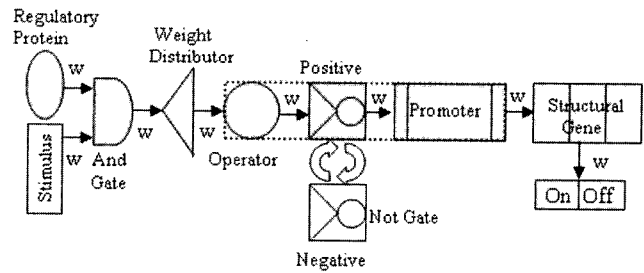 Regulatory
Protein
Weight
Distributor
Positive
w
w
w
w
w
w
w
w
Promoter
Structural
Gene
Stimulus
And
Gate
Operator
On Off
Not Gate
Negative